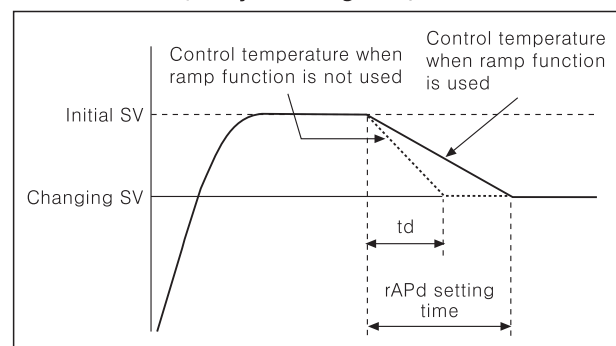 Control temperature when
ramp function is not used
Control temperature
when ramp function
is used
Initial SV
Changing SV
td
rAPd setting
time